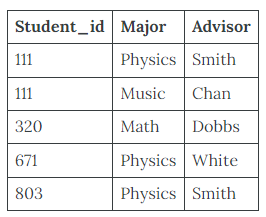 Student_id Major Advisor
111 Physics Smith
111 Music Chan
320 Math Dobbs
671 Physics White
803 Physics Smith